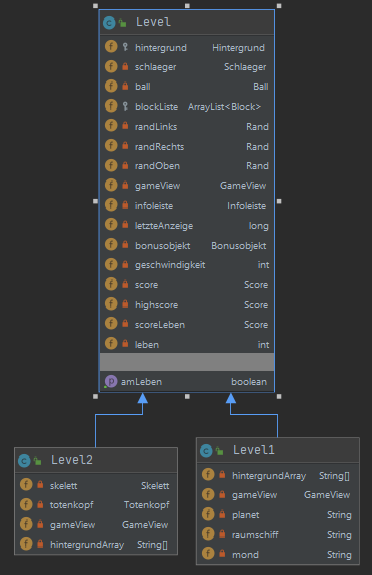 Level
hintergrund Hintergrund
schlaeger Schlaeger
ball Ball
blockListe ArrayList<Block>
randLinks Rand
randRechts Rand
randOben Rand
gameView GameView
infoleiste Infoleiste
letzteAnzeige long
bonusobjekt Bonusobjekt
geschwindigkeit int
score Score
highscore Score
scoreLeben Score
leben int
amLeben boolean
Level2
skelett Skelett
totenkopf Totenkopf
gameView GameView
hintergrundArray String[]
Level1
hintergrundArray String[]
gameView GameView
planet String
raumschiff String
mond String